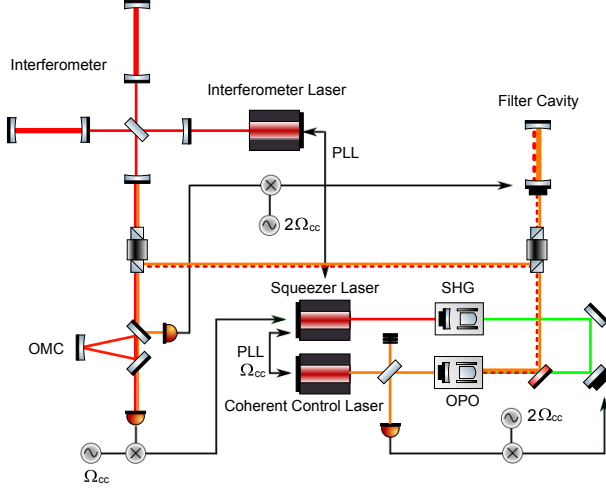 Interferometer
Interferometer Laser
Filter Cavity
PLL
2Ωcc
Squeezer Laser
SHG
OMC
PLL
Ωcc
Coherent Control Laser
OPO
2Ωcc
Ωcc